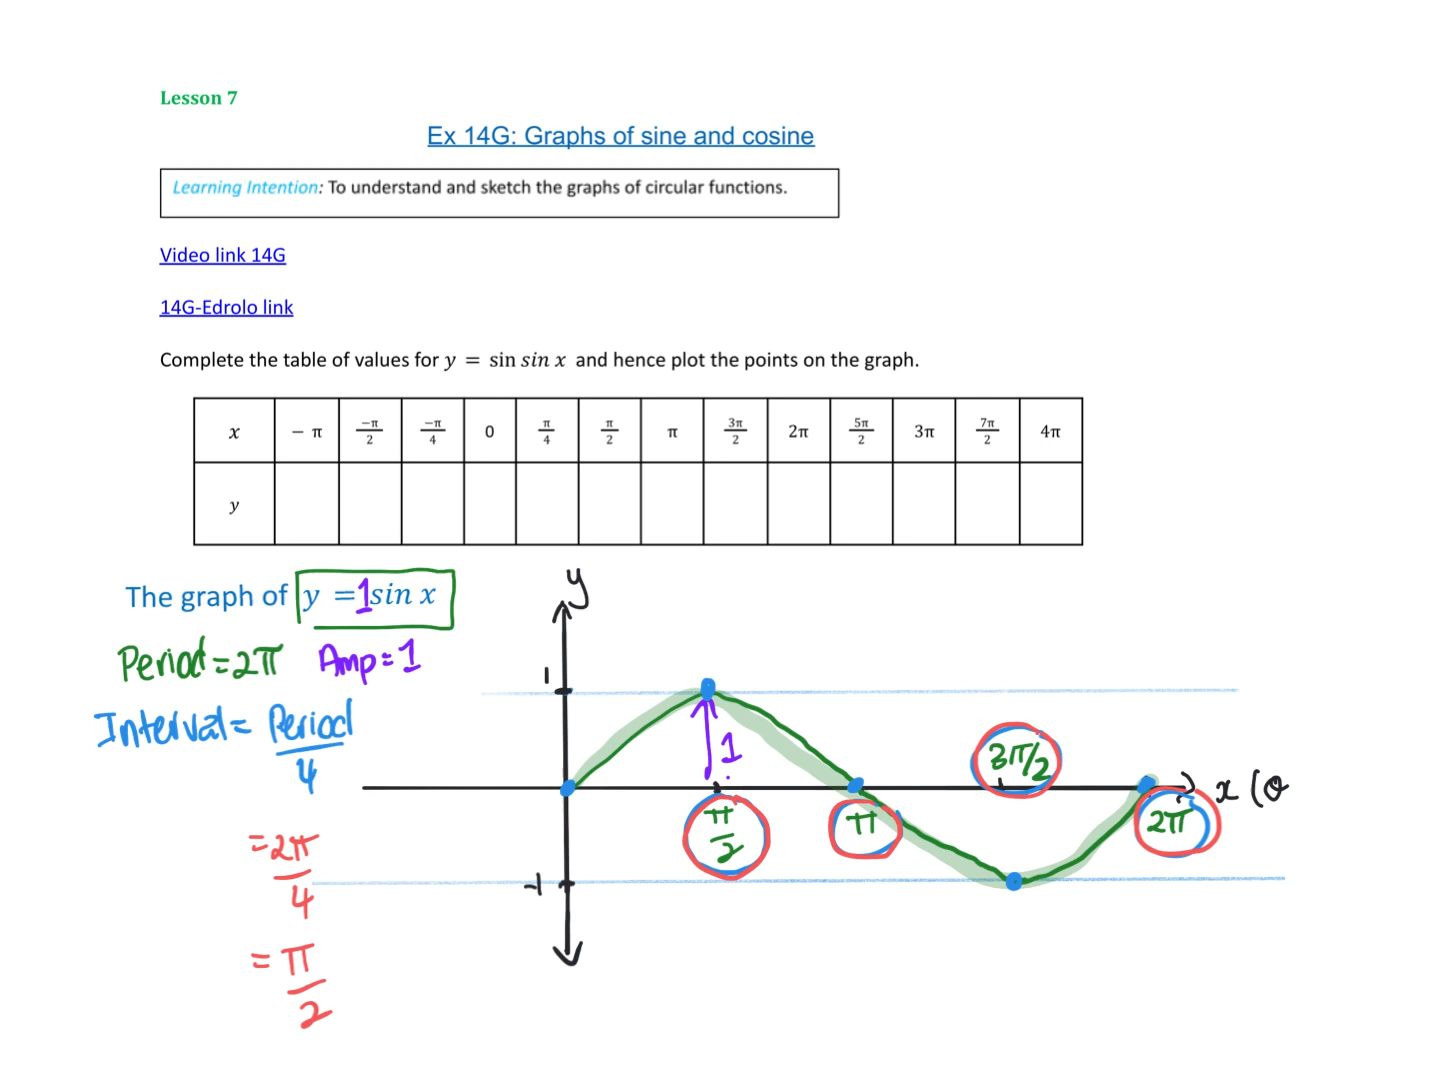 Lesson 7
Ex 14G: Graphs of sine and cosine
Learning Intention: To understand and sketch the graphs of circular functions.
Video link 14G
14G-Edrolo link
Complete the table of values for y = sin sin x and hence plot the points on the graph.
x − π −π/2 −π/4 0 π/4 π/2 π 3π/2 2π 5π/2 3π 7π/2 4π
y
The graph of y = 1 sin x
Period = 2π Amp = 1
Interval = Period/4
= 2π/4
= π/2
y
1
1
3π/2
x (θ
π/2
π
2π
-1